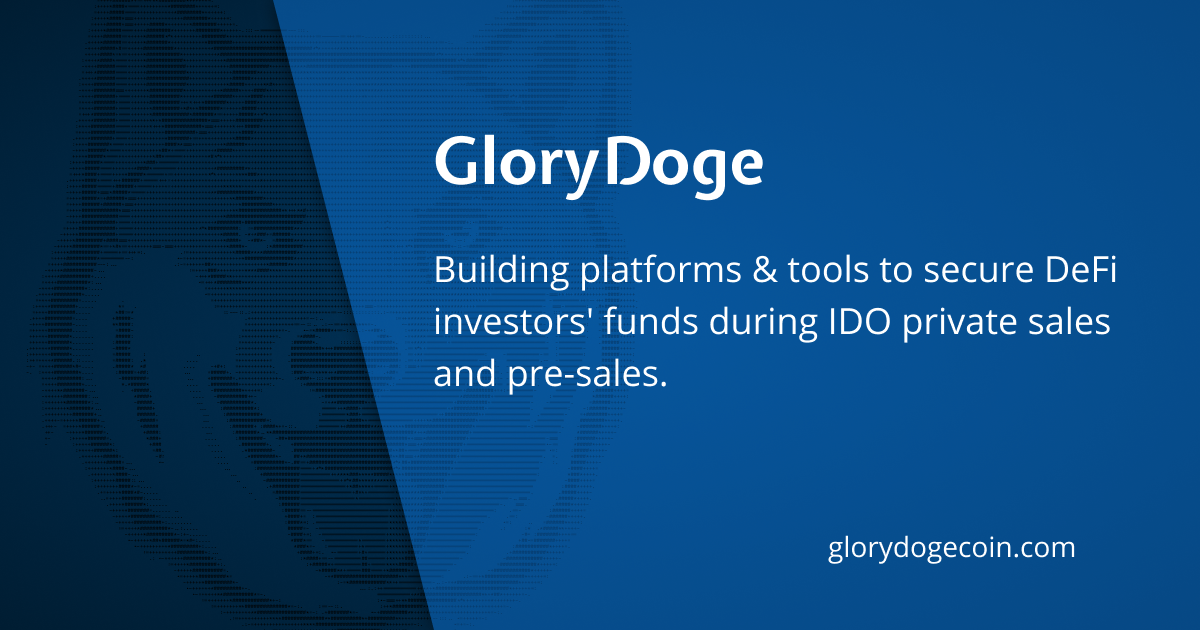 GloryDoge
Building platforms & tools to secure DeFi
investors' funds during IDO private sales
and pre-sales.
glorydogecoin.com